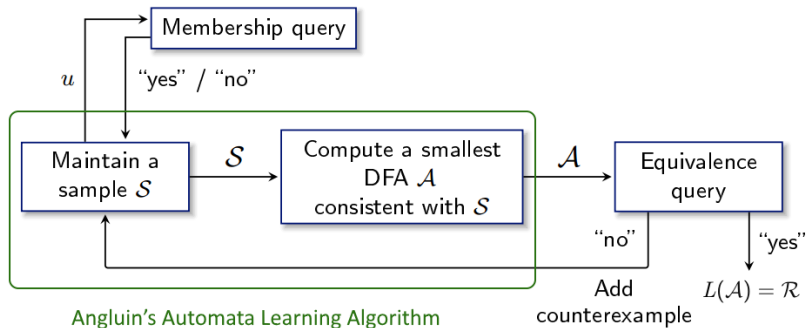 Membership query
u
“yes” / “no”
Maintain a
sample 𝒮
𝒮
Compute a smallest
DFA 𝒜
consistent with 𝒮
𝒜
Equivalence
query
“no”
“yes”
Add
counterexample
L(𝒜) = ℛ
Angluin’s Automata Learning Algorithm